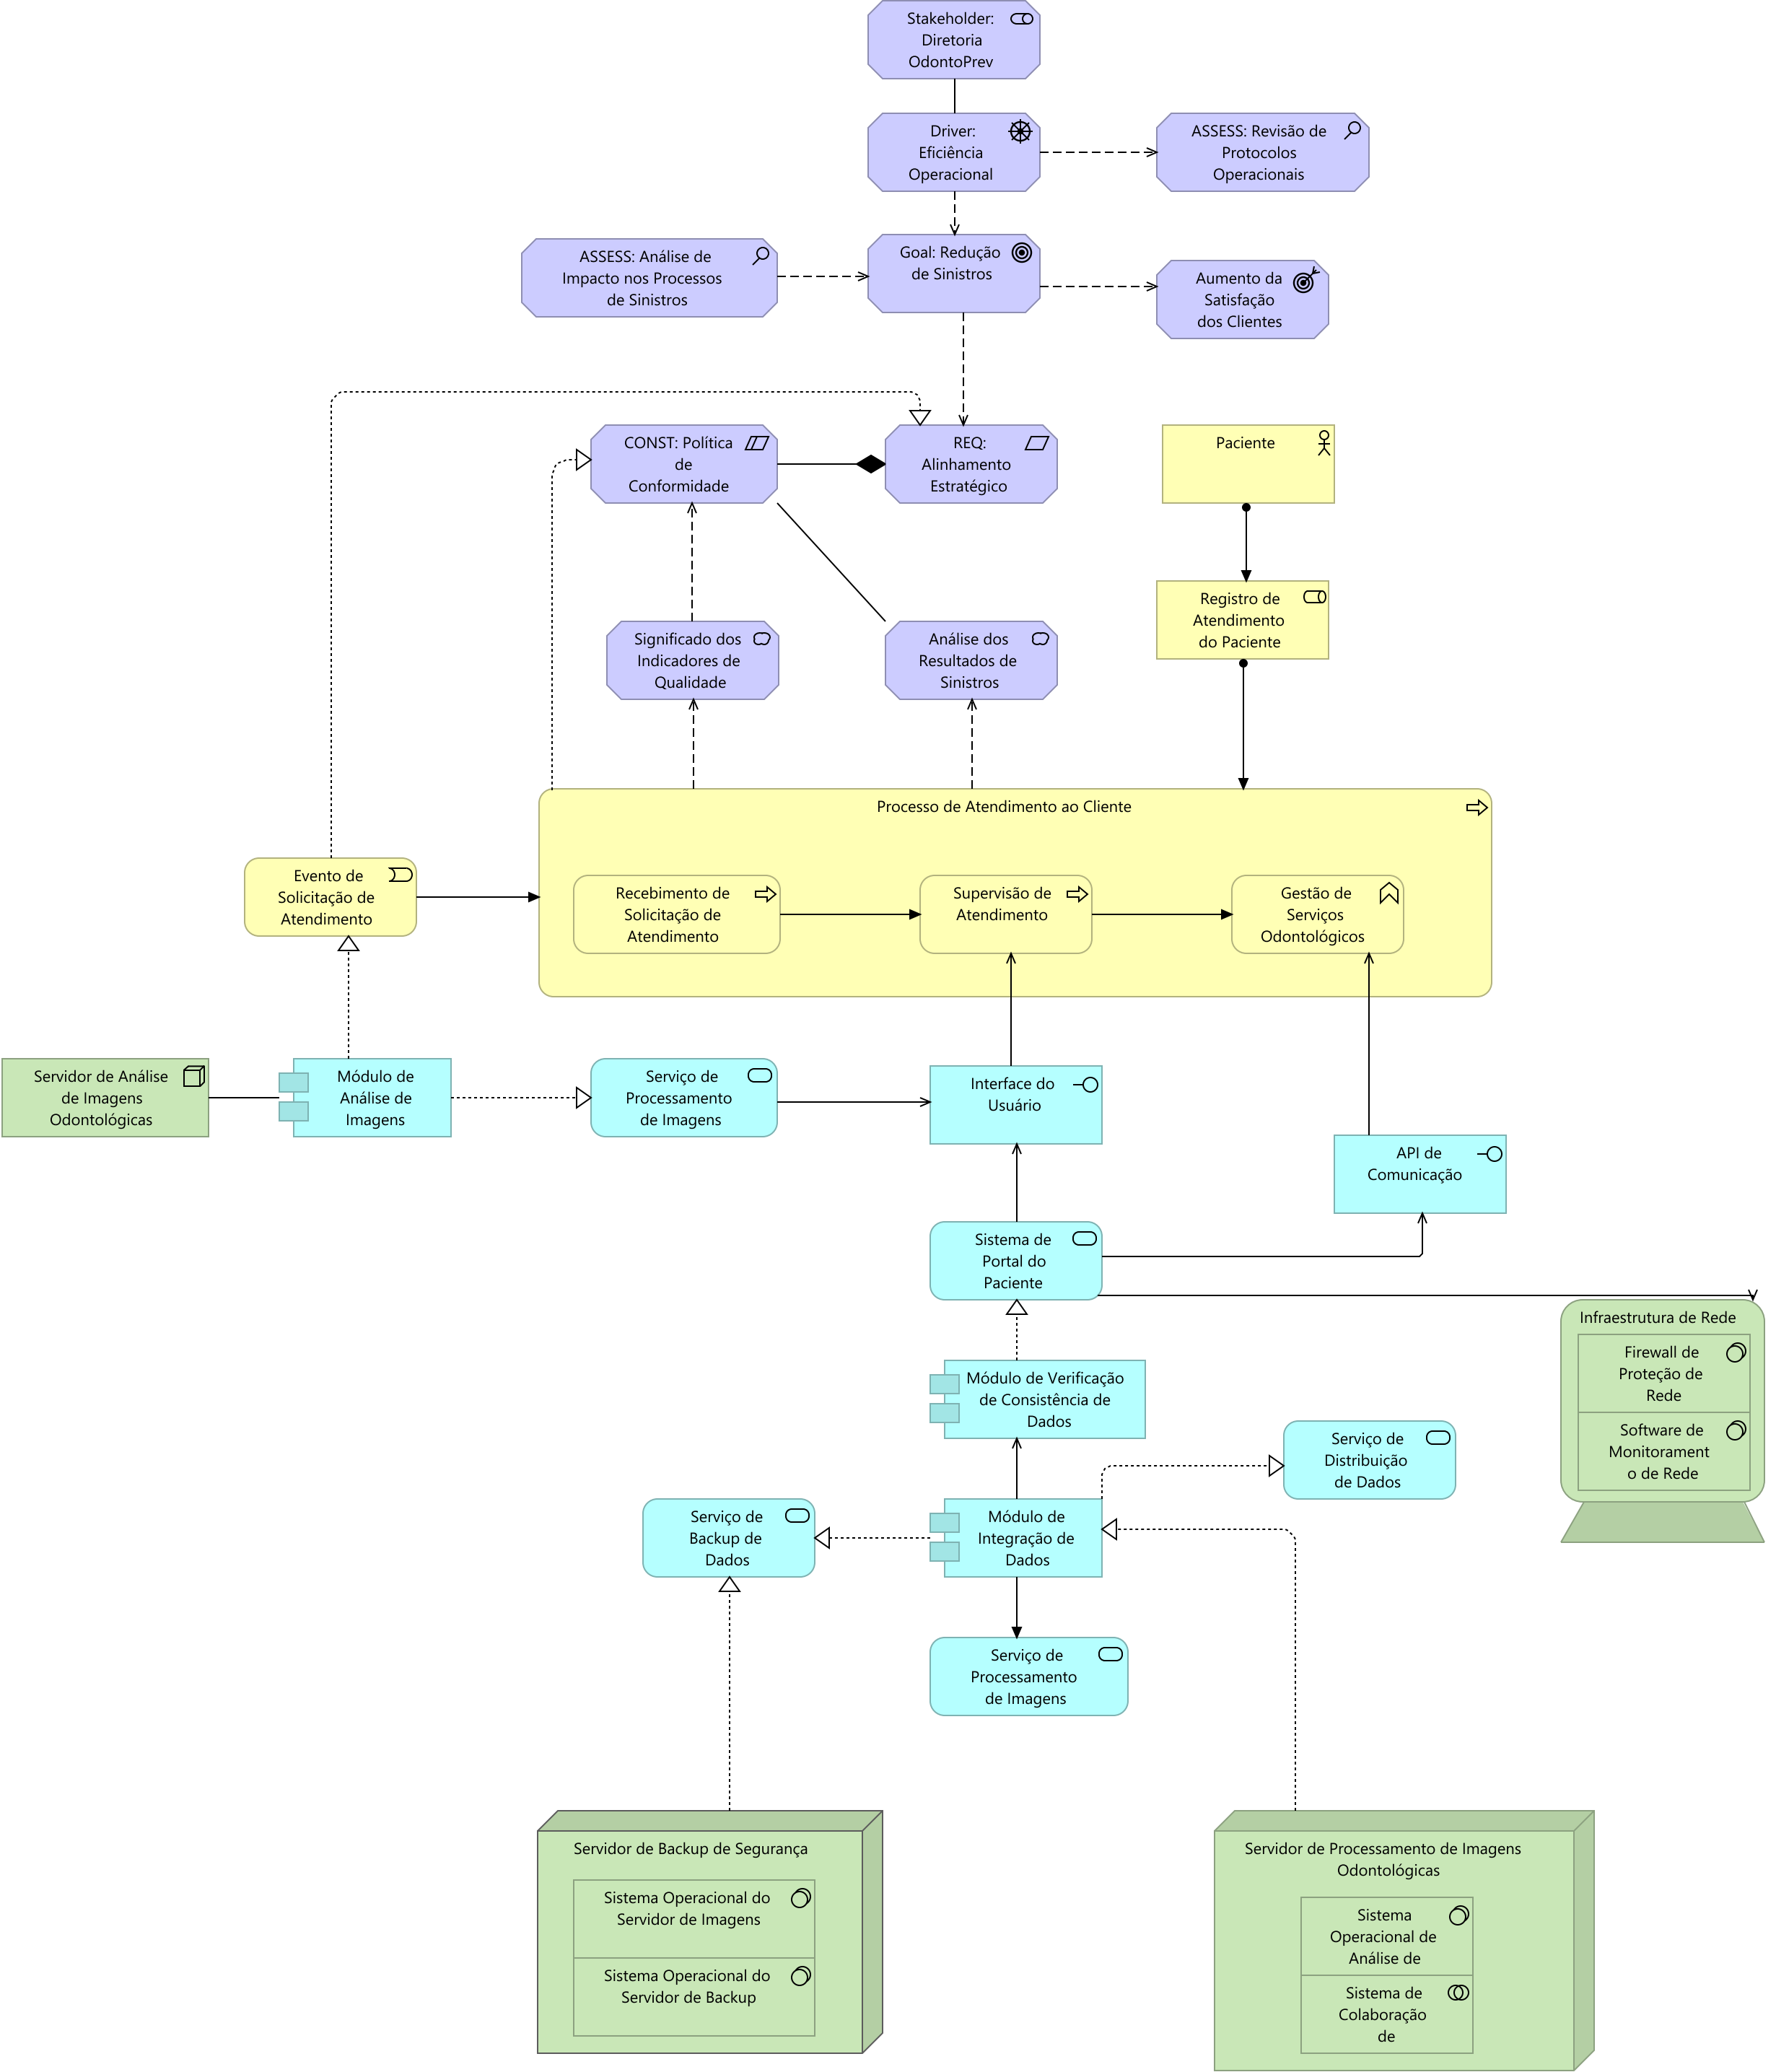 Stakeholder:
Diretoria
OdontoPrev
Driver:
Eficiência
Operacional
ASSESS: Revisão de
Protocolos
Operacionais
ASSESS: Análise de
Impacto nos Processos
de Sinistros
Goal: Redução
de Sinistros
Aumento da
Satisfação
dos Clientes
CONST: Política
de
Conformidade
REQ:
Alinhamento
Estratégico
Paciente
Registro de
Atendimento
do Paciente
Significado dos
Indicadores de
Qualidade
Análise dos
Resultados de
Sinistros
Processo de Atendimento ao Cliente
Evento de
Solicitação de
Atendimento
Recebimento de
Solicitação de
Atendimento
Supervisão de
Atendimento
Gestão de
Serviços
Odontológicos
Servidor de Análise
de Imagens
Odontológicas
Módulo de
Análise de
Imagens
Serviço de
Processamento
de Imagens
Interface do
Usuário
API de
Comunicação
Sistema de
Portal do
Paciente
Infraestrutura de Rede
Firewall de
Proteção de
Rede
Software de
Monitorament
o de Rede
Módulo de Verificação
de Consistência de
Dados
Serviço de
Distribuição
de Dados
Serviço de
Backup de
Dados
Módulo de
Integração de
Dados
Serviço de
Processamento
de Imagens
Servidor de Backup de Segurança
Sistema Operacional do
Servidor de Imagens
Sistema Operacional do
Servidor de Backup
Servidor de Processamento de Imagens
Odontológicas
Sistema
Operacional de
Análise de
Sistema de
Colaboração
de